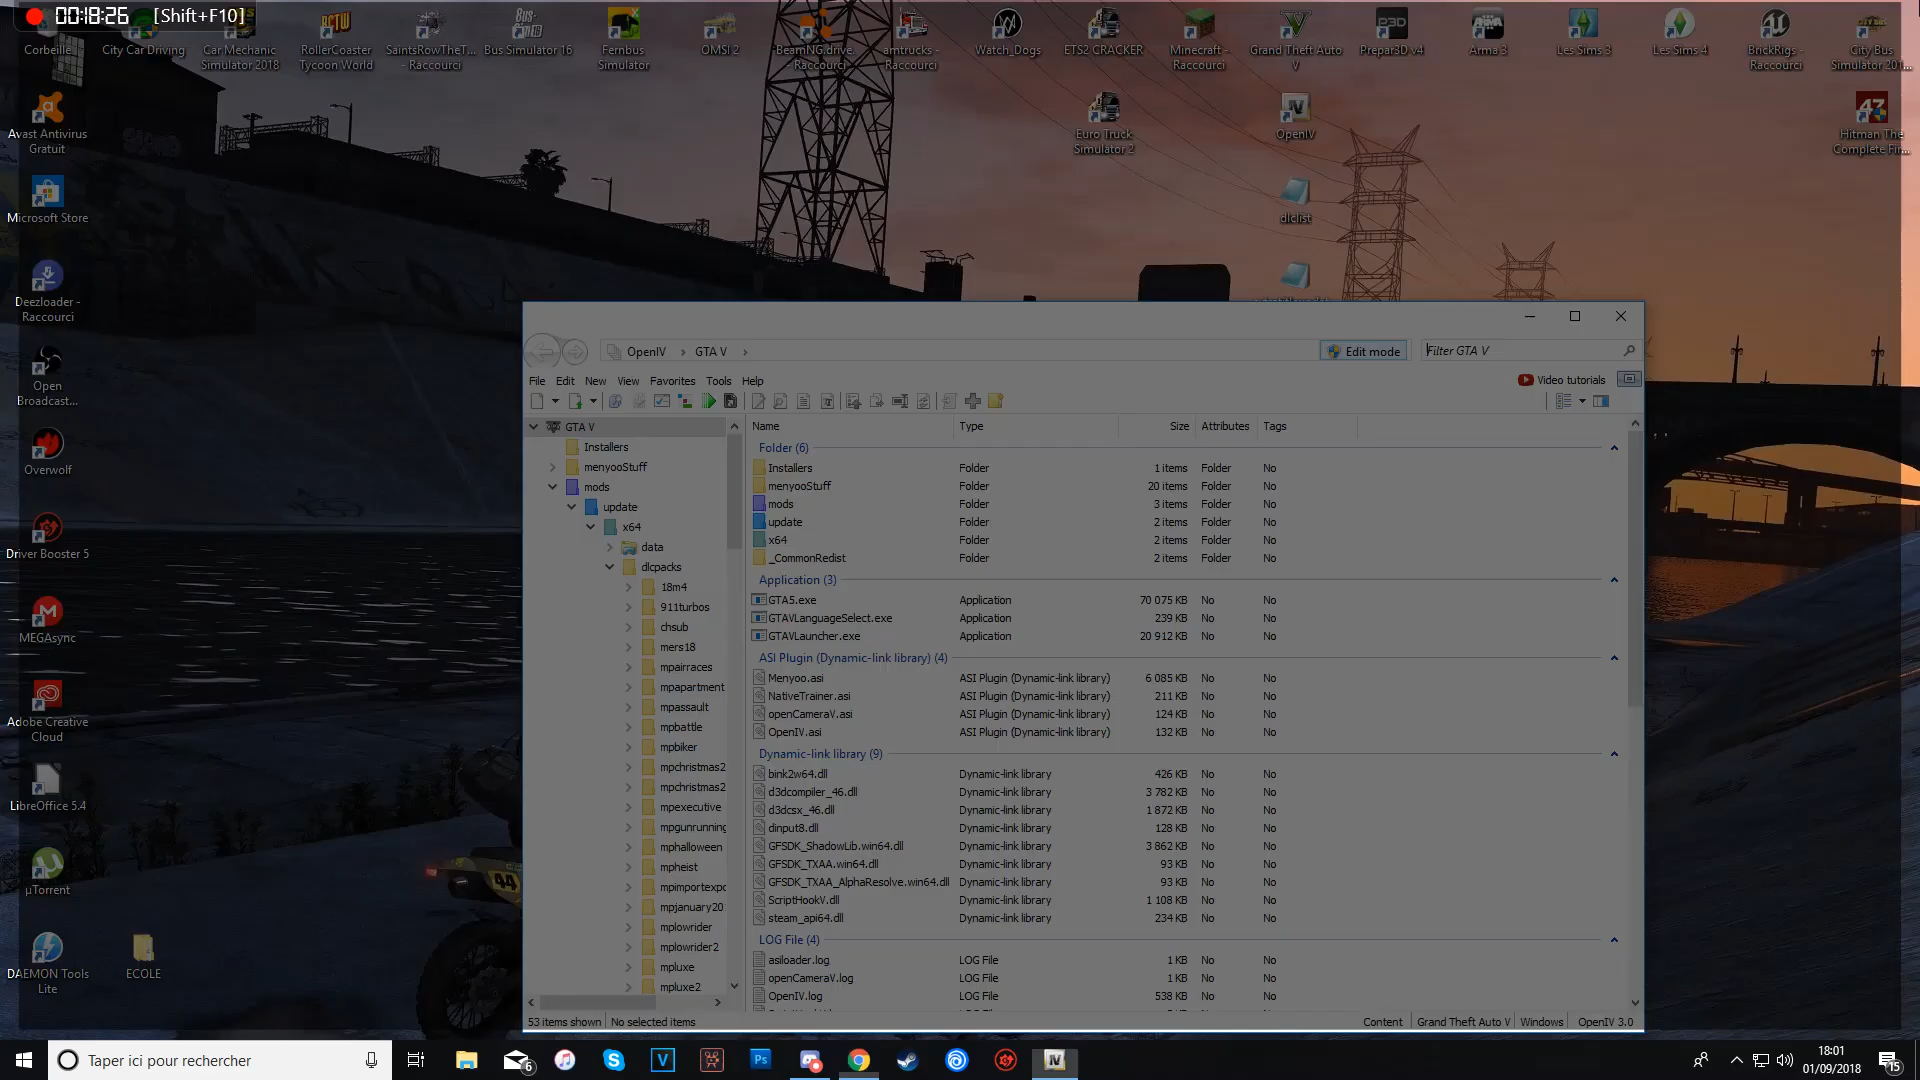 00:18:26 [Shift+F10]
Corbeille
City Car Driving
Car Mechanic
Simulator 2018
RollerCoaster
Tycoon World
SaintsRowTheT...
- Raccourci
Bus Simulator 16
Fernbus
Simulator
OMSI 2
BeamNG.drive.
- Raccourci
amtrucks -
Raccourci
Watch_Dogs
ETS2 CRACKER
Minecraft -
Raccourci
Grand Theft Auto
V
Prepar3D v4
Arma 3
Les Sims 3
Les Sims 4
BrickRigs -
Raccourci
City Bus
Simulator 201...
Avast Antivirus
Gratuit
Euro Truck
Simulator 2
OpenIV
Hitman The
Complete Fir...
Microsoft Store
dlclist
Deezloader -
Raccourci
Open
Broadcast...
Overwolf
Driver Booster 5
MEGAsync
Adobe Creative
Cloud
LibreOffice 5.4
µTorrent
DAEMON Tools
Lite
ECOLE
44
OpenIV GTA V
Edit mode
Filter GTA V
File Edit New View Favorites Tools Help
Video tutorials
GTA V
Installers
menyooStuff
mods
update
x64
data
dlcpacks
18m4
911turbos
chsub
mers18
mpairraces
mpapartment
mpassault
mpbattle
mpbiker
mpchristmas2
mpchristmas2
mpexecutive
mpgunrunning
mphalloween
mpheist
mpimportexpo
mpjanuary20
mplowrider
mplowrider2
mpluxe
mpluxe2
Name Type Size Attributes Tags
Folder (6)
Installers Folder 1 items Folder No
menyooStuff Folder 20 items Folder No
mods Folder 3 items Folder No
update Folder 2 items Folder No
x64 Folder 2 items Folder No
_CommonRedist Folder 2 items Folder No
Application (3)
GTA5.exe Application 70 075 KB No No
GTAVLanguageSelect.exe Application 239 KB No No
GTAVLauncher.exe Application 20 912 KB No No
ASI Plugin (Dynamic-link library) (4)
Menyoo.asi ASI Plugin (Dynamic-link library) 6 085 KB No No
NativeTrainer.asi ASI Plugin (Dynamic-link library) 211 KB No No
openCameraV.asi ASI Plugin (Dynamic-link library) 124 KB No No
OpenIV.asi ASI Plugin (Dynamic-link library) 132 KB No No
Dynamic-link library (9)
bink2w64.dll Dynamic-link library 426 KB No No
d3dcompiler_46.dll Dynamic-link library 3 782 KB No No
d3dcsx_46.dll Dynamic-link library 1 872 KB No No
dinput8.dll Dynamic-link library 128 KB No No
GFSDK_ShadowLib.win64.dll Dynamic-link library 3 862 KB No No
GFSDK_TXAA.win64.dll Dynamic-link library 93 KB No No
GFSDK_TXAA_AlphaResolve.win64.dll Dynamic-link library 93 KB No No
ScriptHookV.dll Dynamic-link library 1 108 KB No No
steam_api64.dll Dynamic-link library 234 KB No No
LOG File (4)
asiloader.log LOG File 1 KB No No
openCameraV.log LOG File 1 KB No No
OpenIV.log LOG File 538 KB No No
53 items shown No selected items
Content Grand Theft Auto V Windows OpenIV 3.0
Taper ici pour rechercher
6
18:01
01/09/2018
15